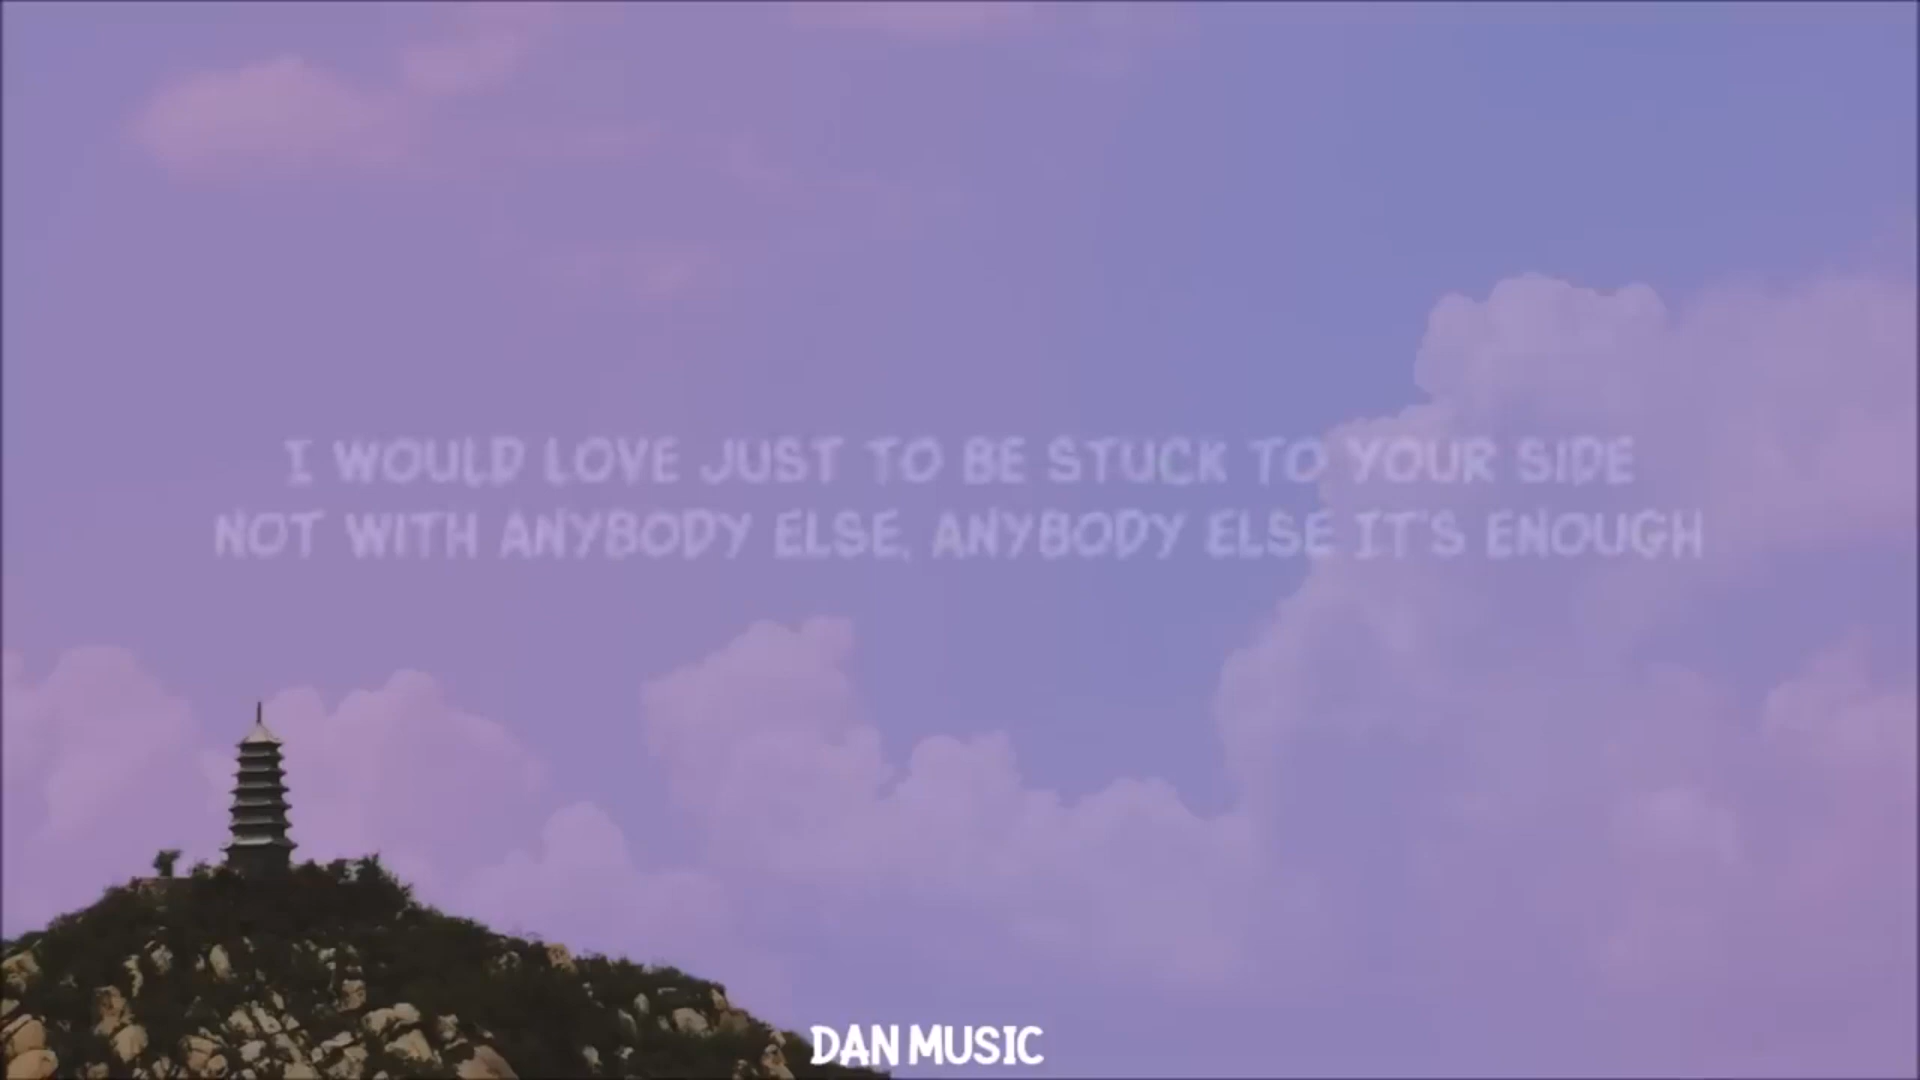 I WOULD LOVE JUST TO BE STUCK TO YOUR SIDE
NOT WITH ANYBODY ELSE, ANYBODY ELSE IT'S ENOUGH
DAN MUSIC